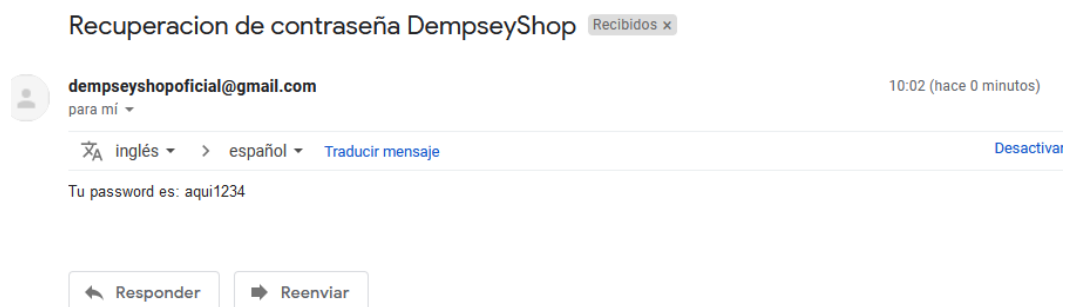 Recuperacion de contraseña DempseyShop Recibidos x
dempseyshopoficial@gmail.com 10:02 (hace 0 minutos)
para mí
inglés > español Traducir mensaje Desactivar
Tu password es: aqui1234
Responder Reenviar